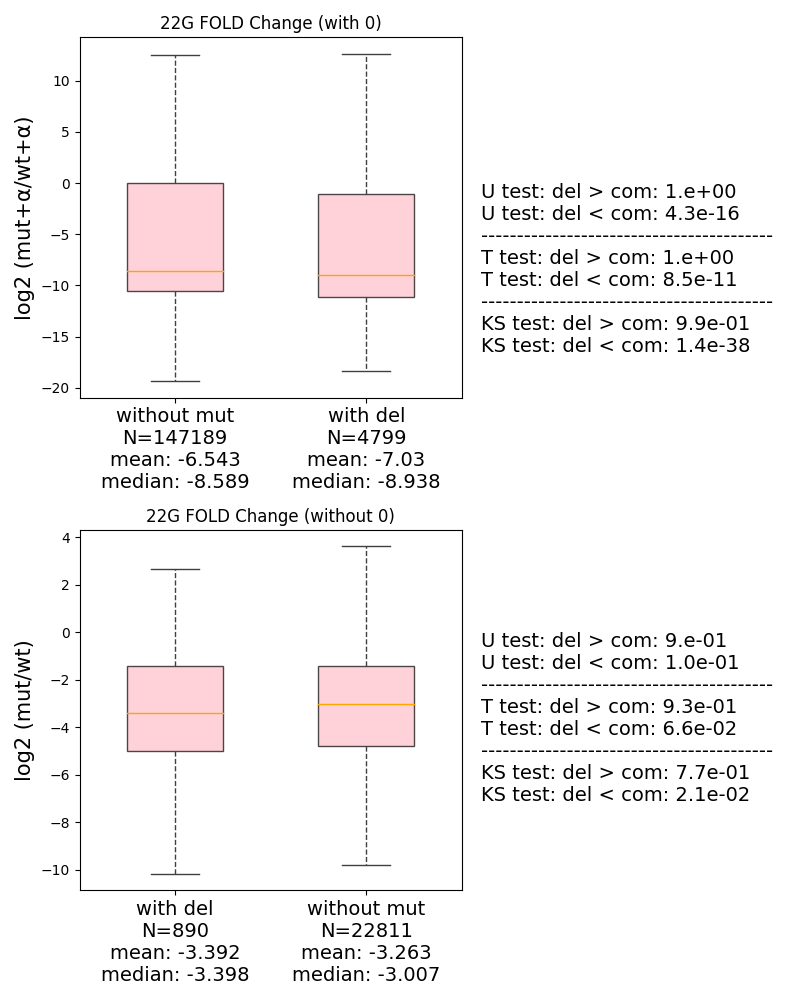 22G FOLD Change (with 0)
log2 (mut+α/wt+α)
10
5
0
−5
−10
−15
−20
without mut
N=147189
mean: -6.543
median: -8.589
with del
N=4799
mean: -7.03
median: -8.938
U test: del > com: 1.e+00
U test: del < com: 4.3e-16
--------------------------------------------
T test: del > com: 1.e+00
T test: del < com: 8.5e-11
--------------------------------------------
KS test: del > com: 9.9e-01
KS test: del < com: 1.4e-38
22G FOLD Change (without 0)
log2 (mut/wt)
4
2
0
−2
−4
−6
−8
−10
with del
N=890
mean: -3.392
median: -3.398
without mut
N=22811
mean: -3.263
median: -3.007
U test: del > com: 9.e-01
U test: del < com: 1.0e-01
--------------------------------------------
T test: del > com: 9.3e-01
T test: del < com: 6.6e-02
--------------------------------------------
KS test: del > com: 7.7e-01
KS test: del < com: 2.1e-02